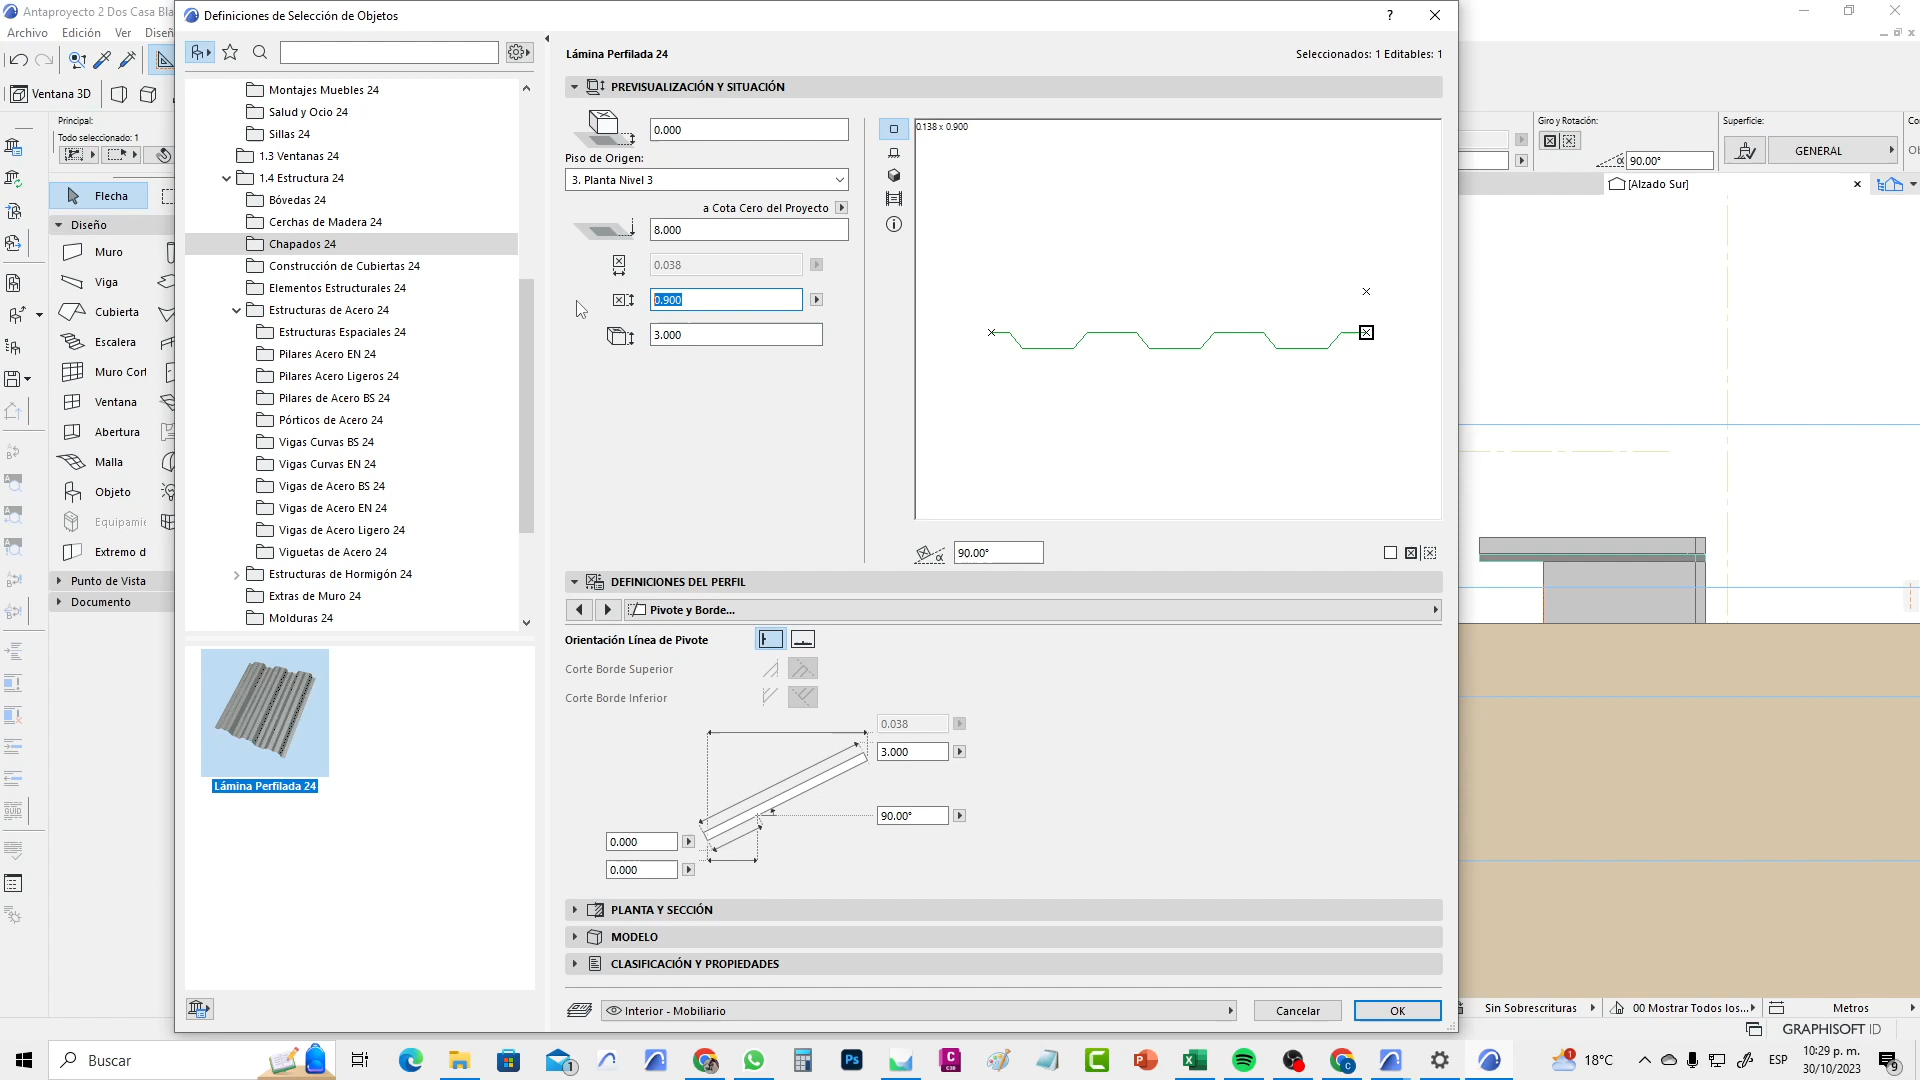 Antaproyecto 2 Dos Casa Bla
Archivo Edición Ver Diseñ
Ventana 3D
Principal:
Todo seleccionado: 1
Flecha
Diseño
Muro
Viga
Cubierta
Escalera
Muro Cort
Ventana
Abertura
Malla
Objeto
Equipamie
Extremo d
Punto de Vista
Documento
Definiciones de Selección de Objetos
Montajes Muebles 24
Salud y Ocio 24
Sillas 24
1.3 Ventanas 24
1.4 Estructura 24
Bóvedas 24
Cerchas de Madera 24
Chapados 24
Construcción de Cubiertas 24
Elementos Estructurales 24
Estructuras de Acero 24
Estructuras Espaciales 24
Pilares Acero EN 24
Pilares Acero Ligeros 24
Pilares de Acero BS 24
Pórticos de Acero 24
Vigas Curvas BS 24
Vigas Curvas EN 24
Vigas de Acero BS 24
Vigas de Acero EN 24
Vigas de Acero Ligero 24
Viguetas de Acero 24
Estructuras de Hormigón 24
Extras de Muro 24
Molduras 24
Lámina Perfilada 24
Lámina Perfilada 24
Seleccionados: 1 Editables: 1
PREVISUALIZACIÓN Y SITUACIÓN
0.000
Piso de Origen:
3. Planta Nivel 3
a Cota Cero del Proyecto
8.000
0.038
0.900
3.000
0.138 x 0.900
α 90.00°
DEFINICIONES DEL PERFIL
Pivote y Borde...
Orientación Línea de Pivote
Corte Borde Superior
Corte Borde Inferior
0.038
3.000
90.00°
0.000
0.000
PLANTA Y SECCIÓN
MODELO
CLASIFICACIÓN Y PROPIEDADES
Interior - Mobiliario
Cancelar
OK
Giro y Rotación:
α 90.00°
Superficie:
GENERAL
Co
[Alzado Sur]
Sin Sobrescrituras
00 Mostrar Todos los...
Metros
GRAPHISOFT ID
Buscar
18°C
ESP
10:29 p. m.
30/10/2023